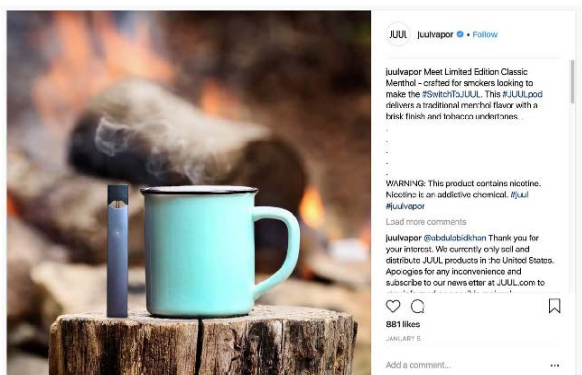 JUUL
juulvapor • Follow
juulvapor Meet Limited Edition Classic
Menthol - crafted for smokers looking to
make the #SwitchToJUUL. This #JUULpod
delivers a traditional menthol flavor with a
brisk finish and tobacco undertones.
.
.
.
.
.
WARNING: This product contains nicotine.
Nicotine is an addictive chemical. #juul
#juulvapor
Load more comments
juulvapor @abdulabidkhan Thank you for
your interest. We currently only sell and
distribute JUUL products in the United States.
Apologies for any inconvenience and
subscribe to our newsletter at JUUL.com to
881 likes
JANUARY 5
Add a comment...